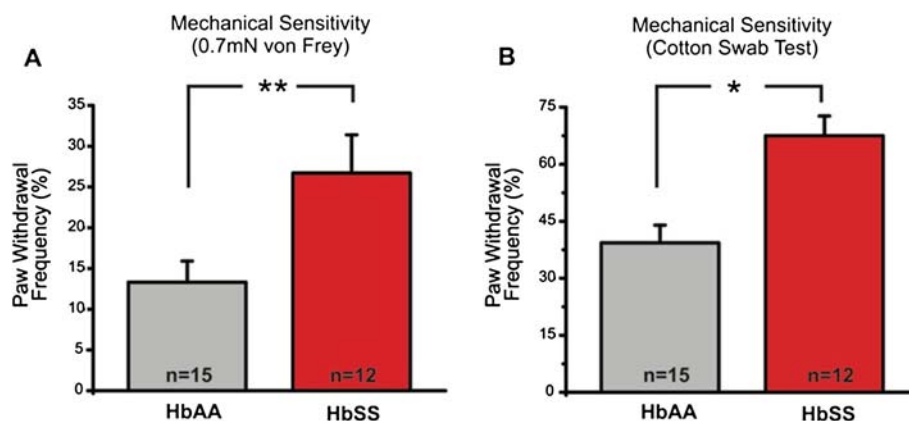 A
Mechanical Sensitivity
(0.7mN von Frey)
**
Paw Withdrawal
Frequency (%)
35
30
25
20
15
10
5
0
n=15
n=12
HbAA
HbSS
B
Mechanical Sensitivity
(Cotton Swab Test)
*
Paw Withdrawal
Frequency (%)
75
60
45
30
15
0
n=15
n=12
HbAA
HbSS